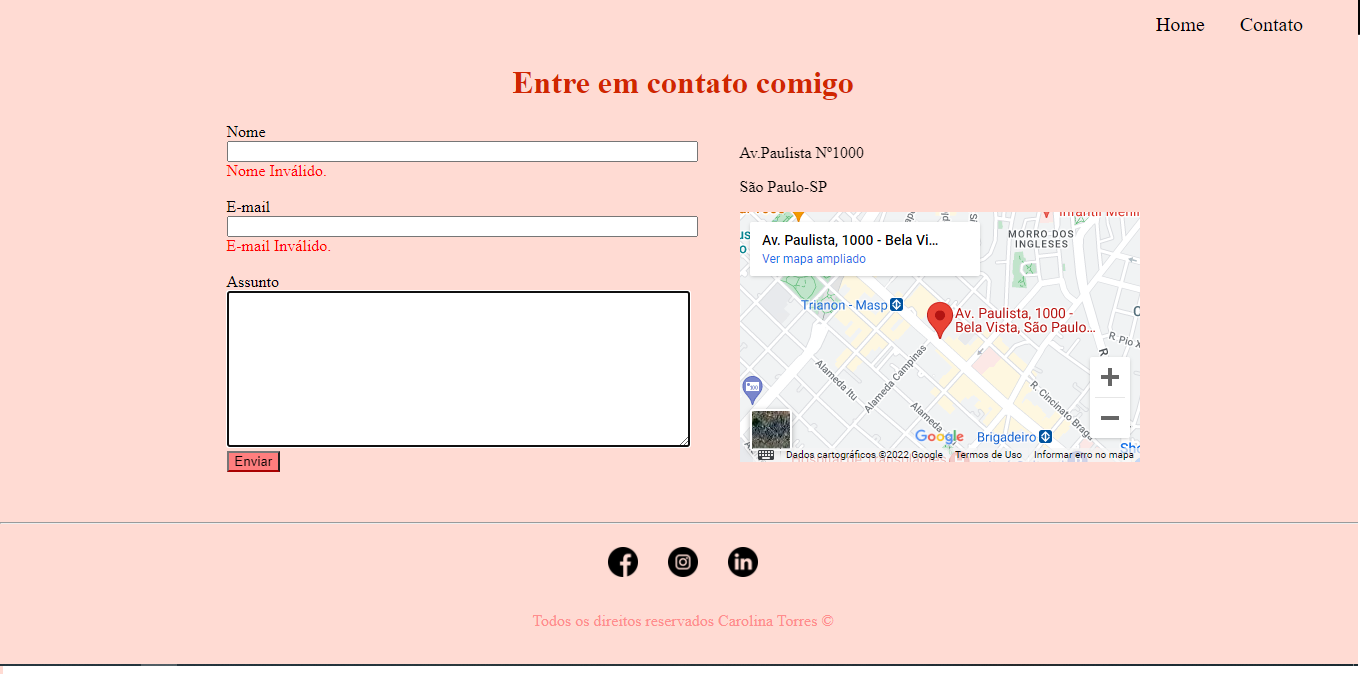 Home Contato
Entre em contato comigo
Nome
Nome Inválido.
E-mail
E-mail Inválido.
Assunto
Enviar
Av.Paulista Nº1000
São Paulo-SP
Av. Paulista, 1000 - Bela Vi...
Ver mapa ampliado
MORRO DOS
INGLESES
Trianon - Masp
Av. Paulista, 1000 -
Bela Vista, São Paulo...
R. Pio X
Alameda Itu
Alameda Campinas
Alameda
R. Cincinato Braga
Google
Brigadeiro
Dados cartográficos ©2022 Google
Termos de Uso
Informar erro no mapa
in
Todos os direitos reservados Carolina Torres ©